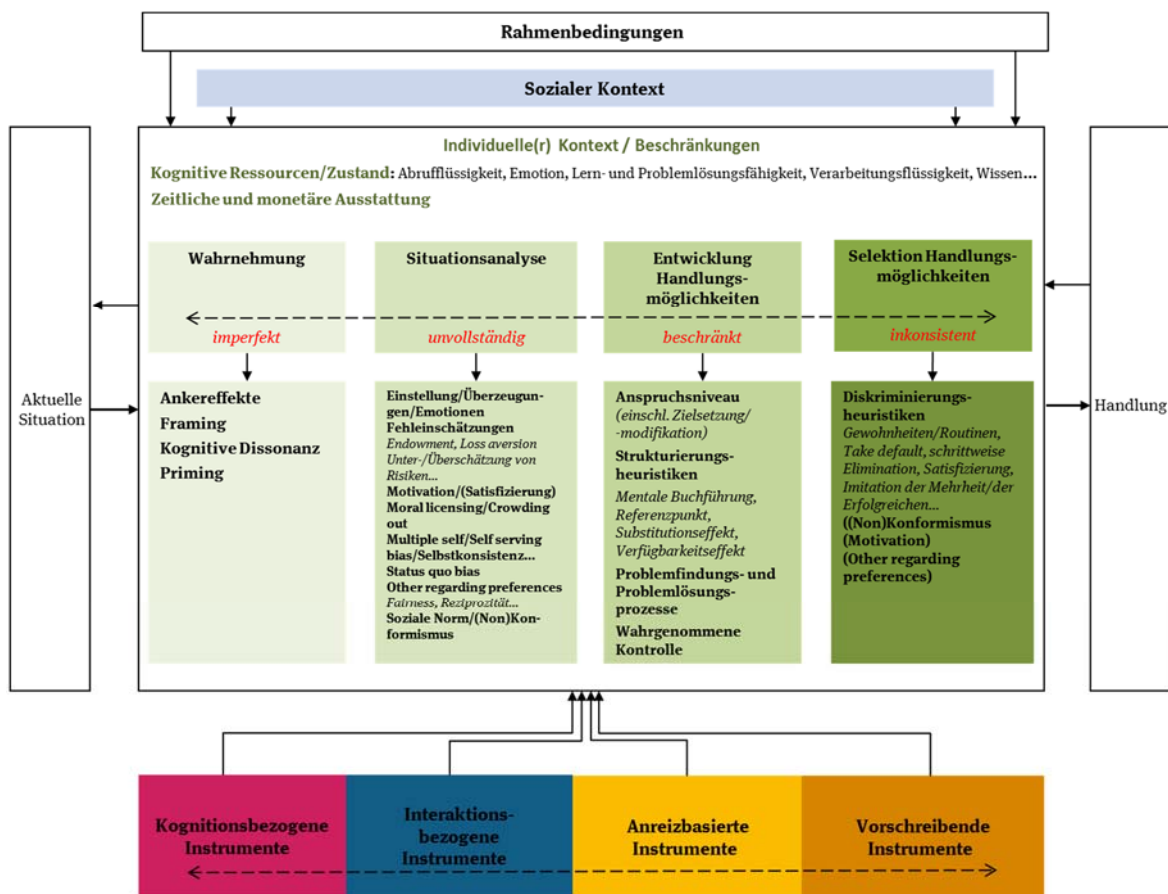 Rahmenbedingungen
Sozialer Kontext
Individuelle(r) Kontext / Beschränkungen
Kognitive Ressourcen/Zustand: Abrufflüssigkeit, Emotion, Lern- und Problemlösungsfähigkeit, Verarbeitungsflüssigkeit, Wissen...
Zeitliche und monetäre Ausstattung
Aktuelle
Situation
Wahrnehmung
imperfekt
Ankereffekte
Framing
Kognitive Dissonanz
Priming
Situationsanalyse
unvollständig
Einstellung/Überzeugun-
gen/Emotionen
Fehleinschätzungen
Endowment, Loss aversion
Unter-/Überschätzung von
Risiken...
Motivation/(Satisfizierung)
Moral licensing/Crowding
out
Multiple self/Self serving
bias/Selbstkonsistenz...
Status quo bias
Other regarding preferences
Fairness, Reziprozität...
Soziale Norm/(Non)Kon-
formismus
Entwicklung
Handlungs-
möglichkeiten
beschränkt
Anspruchsniveau
(einschl. Zielsetzung/
-modifikation)
Strukturierungs-
heuristiken
Mentale Buchführung,
Referenzpunkt,
Substitutionseffekt,
Verfügbarkeitseffekt
Problemfindungs- und
Problemlösungs-
prozesse
Wahrgenommene
Kontrolle
Selektion Handlungs-
möglichkeiten
inkonsistent
Diskriminierungs-
heuristiken
Gewohnheiten/Routinen,
Take default, schrittweise
Elimination, Satisfizierung,
Imitation der Mehrheit/der
Erfolgreichen...
((Non)Konformismus
(Motivation)
(Other regarding
preferences)
Handlung
Kognitionsbezogene
Instrumente
Interaktions-
bezogene
Instrumente
Anreizbasierte
Instrumente
Vorschreibende
Instrumente